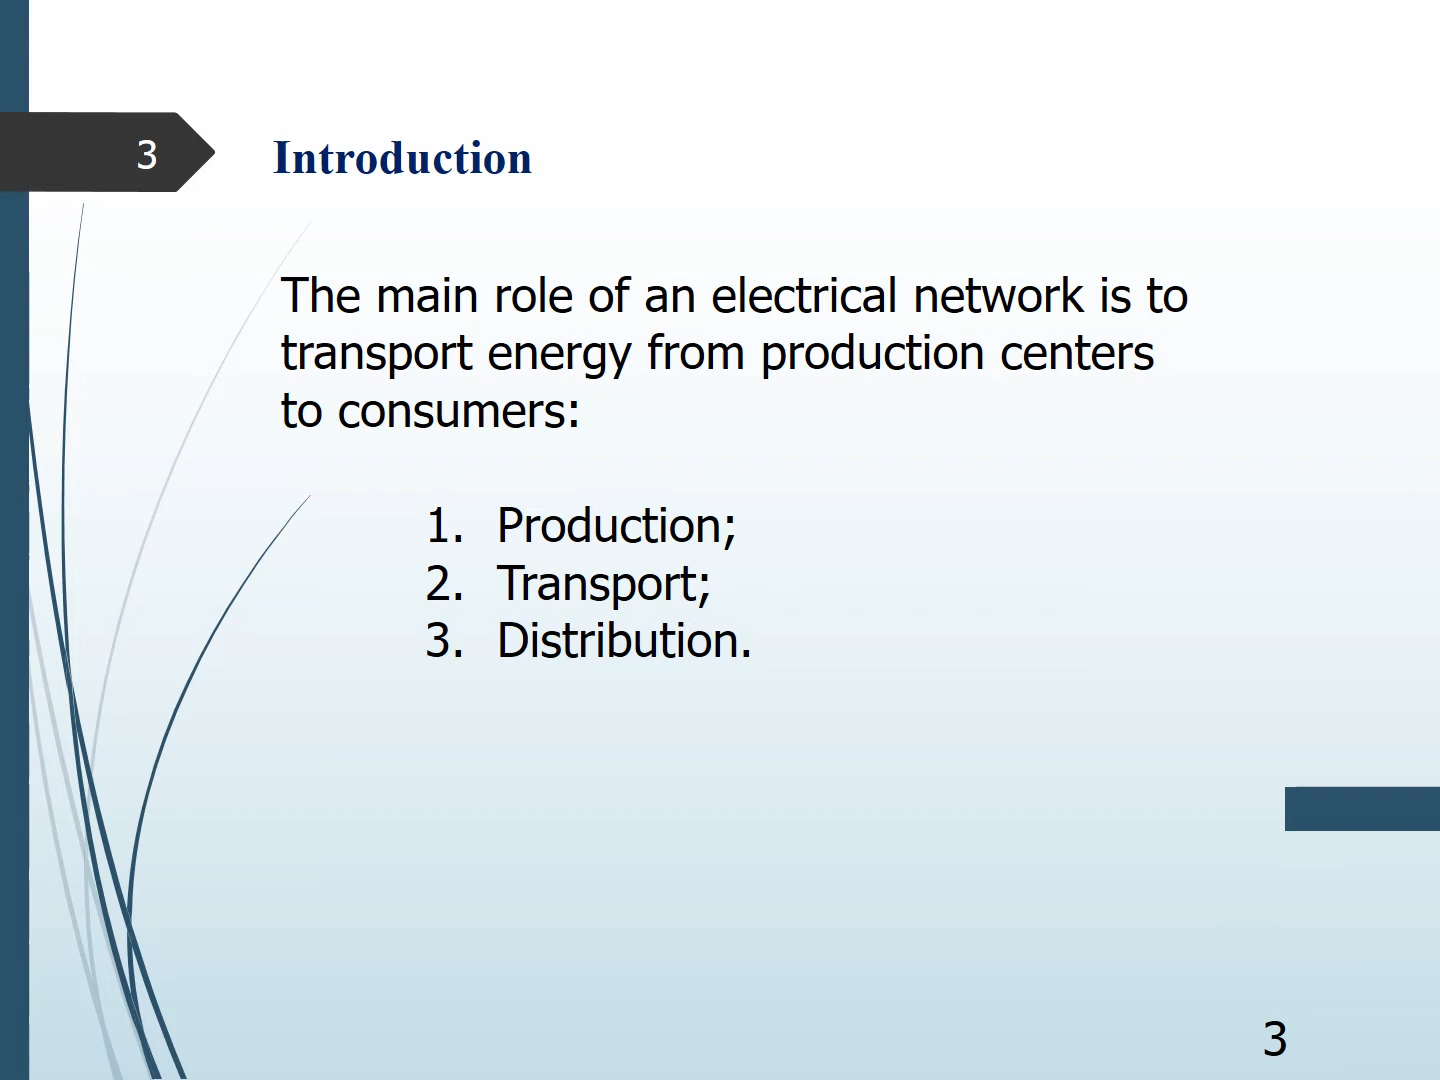 3
Introduction
The main role of an electrical network is to
transport energy from production centers
to consumers:
1. Production;
2. Transport;
3. Distribution.
3